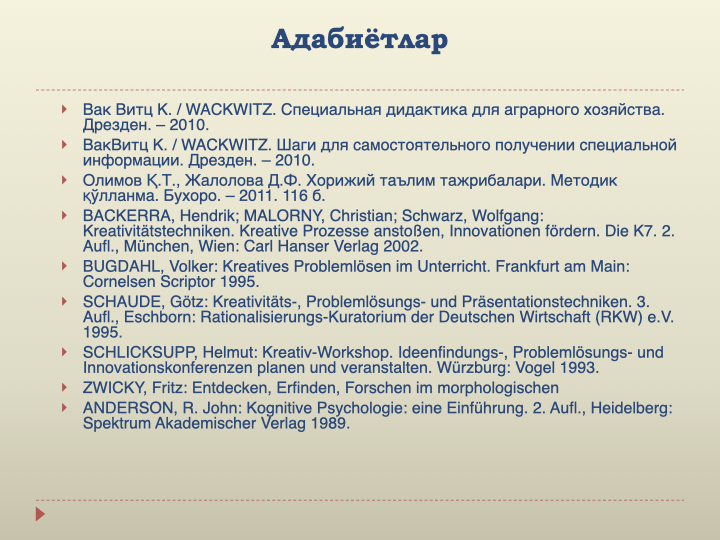 Адабиётлар
Вак Витц К. / WACKWITZ. Специальная дидактика для аграрного хозяйства.
Дрезден. – 2010.
ВакВитц К. / WACKWITZ. Шаги для самостоятельного получении специальной
информации. Дрезден. – 2010.
Олимов Қ.Т., Жалолова Д.Ф. Хорижий таълим тажрибалари. Методик
қўлланма. Бухоро. – 2011. 116 б.
BACKERRA, Hendrik; MALORNY, Christian; Schwarz, Wolfgang:
Kreativitätstechniken. Kreative Prozesse anstoßen, Innovationen fördern. Die K7. 2.
Aufl., München, Wien: Carl Hanser Verlag 2002.
BUGDAHL, Volker: Kreatives Problemlösen im Unterricht. Frankfurt am Main:
Cornelsen Scriptor 1995.
SCHAUDE, Götz: Kreativitäts-, Problemlösungs- und Präsentationstechniken. 3.
Aufl., Eschborn: Rationalisierungs-Kuratorium der Deutschen Wirtschaft (RKW) e.V.
1995.
SCHLICKSUPP, Helmut: Kreativ-Workshop. Ideenfindungs-, Problemlösungs- und
Innovationskonferenzen planen und veranstalten. Würzburg: Vogel 1993.
ZWICKY, Fritz: Entdecken, Erfinden, Forschen im morphologischen
ANDERSON, R. John: Kognitive Psychologie: eine Einführung. 2. Aufl., Heidelberg:
Spektrum Akademischer Verlag 1989.